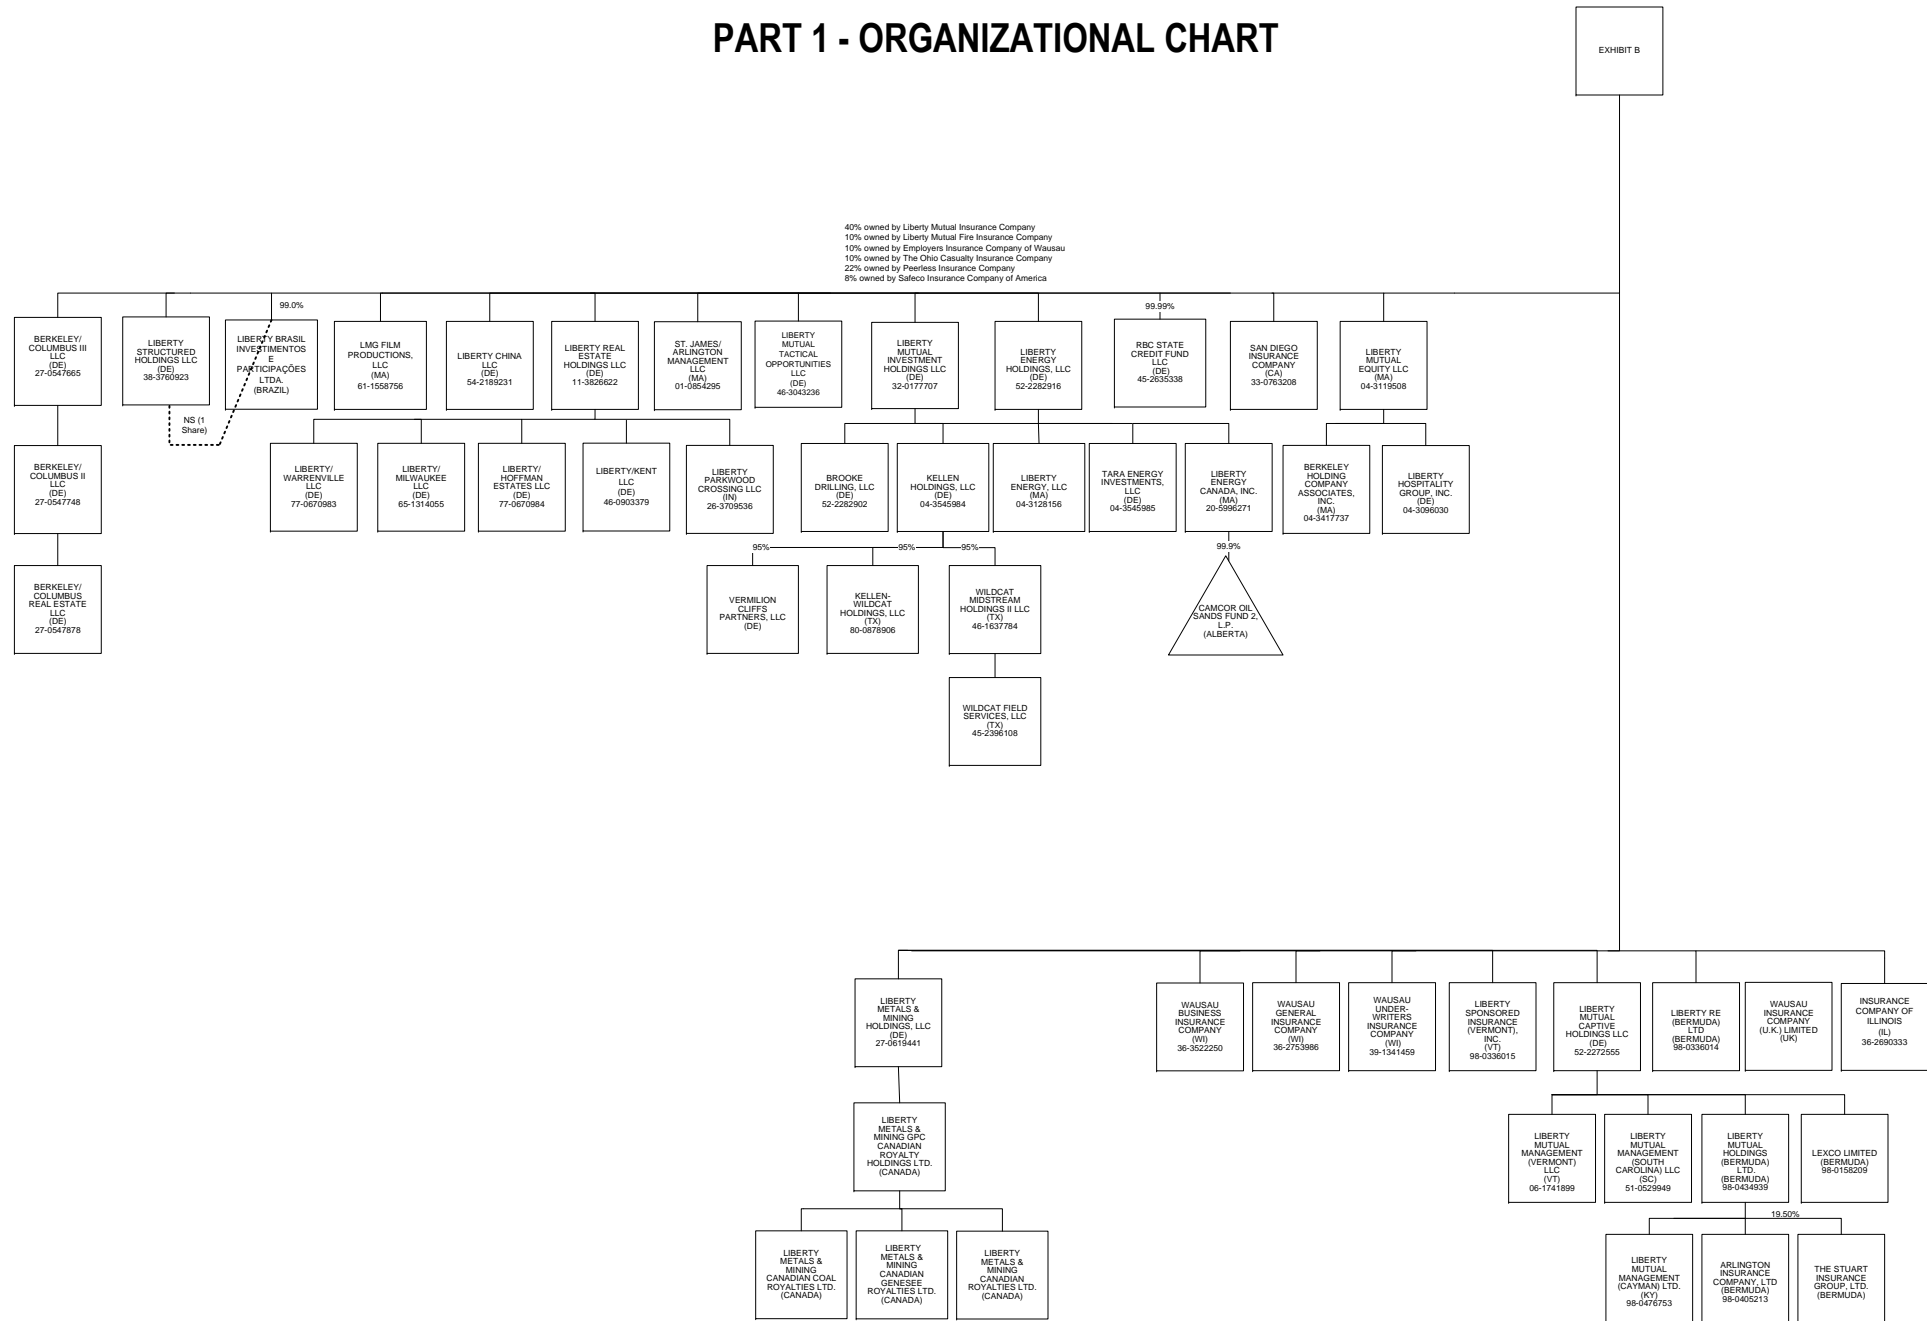 PART 1 - ORGANIZATIONAL CHART
EXHIBIT B
40% owned by Liberty Mutual Insurance Company
10% owned by Liberty Mutual Fire Insurance Company
10% owned by Employers Insurance Company of Wausau
10% owned by The Ohio Casualty Insurance Company
22% owned by Peerless Insurance Company
8% owned by Safeco Insurance Company of America
99.0%
99.99%
BERKELEY/
COLUMBUS III
LLC
(DE)
27-0547665
LIBERTY
STRUCTURED
HOLDINGS LLC
(DE)
38-3760923
LIBERTY BRASIL
INVESTIMENTOS
E
PARTICIPAÇÕES
LTDA.
(BRAZIL)
LMG FILM
PRODUCTIONS,
LLC
(MA)
61-1558756
LIBERTY CHINA
LLC
(DE)
54-2189231
LIBERTY REAL
ESTATE
HOLDINGS LLC
(DE)
11-3826622
ST. JAMES/
ARLINGTON
MANAGEMENT
LLC
(MA)
01-0854295
LIBERTY
MUTUAL
TACTICAL
OPPORTUNITIES
LLC
(DE)
46-3043236
LIBERTY
MUTUAL
INVESTMENT
HOLDINGS LLC
(DE)
32-0177707
LIBERTY
ENERGY
HOLDINGS, LLC
(DE)
52-2282916
RBC STATE
CREDIT FUND
LLC
(DE)
45-2635338
SAN DIEGO
INSURANCE
COMPANY
(CA)
33-0763208
LIBERTY
MUTUAL
EQUITY LLC
(MA)
04-3119508
NS (1
Share)
BERKELEY/
COLUMBUS II
LLC
(DE)
27-0547748
LIBERTY/
WARRENVILLE
LLC
(DE)
77-0670983
LIBERTY/
MILWAUKEE
LLC
(DE)
65-1314055
LIBERTY/
HOFFMAN
ESTATES LLC
(DE)
77-0670984
LIBERTY/KENT
LLC
(DE)
46-0903379
LIBERTY
PARKWOOD
CROSSING LLC
(IN)
26-3709536
BROOKE
DRILLING, LLC
(DE)
52-2282902
KELLEN
HOLDINGS, LLC
(DE)
04-3545984
LIBERTY
ENERGY, LLC
(MA)
04-3128156
TARA ENERGY
INVESTMENTS,
LLC
(DE)
04-3545985
LIBERTY
ENERGY
CANADA, INC.
(MA)
20-5996271
BERKELEY
HOLDING
COMPANY
ASSOCIATES,
INC.
(MA)
04-3417737
LIBERTY
HOSPITALITY
GROUP, INC.
(DE)
04-3096030
95%
95%
95%
99.9%
BERKELEY/
COLUMBUS
REAL ESTATE
LLC
(DE)
27-0547878
VERMILION
CLIFFS
PARTNERS, LLC
(DE)
KELLEN-
WILDCAT
HOLDINGS, LLC
(TX)
80-0878906
WILDCAT
MIDSTREAM
HOLDINGS II LLC
(TX)
46-1637784
CAMCOR OIL
SANDS FUND 2,
L.P.
(ALBERTA)
WILDCAT FIELD
SERVICES, LLC
(TX)
45-2396108
LIBERTY
METALS &
MINING
HOLDINGS, LLC
(DE)
27-0619441
WAUSAU
BUSINESS
INSURANCE
COMPANY
(WI)
36-3522250
WAUSAU
GENERAL
INSURANCE
COMPANY
(WI)
36-2753986
WAUSAU
UNDER-
WRITERS
INSURANCE
COMPANY
(WI)
39-1341459
LIBERTY
SPONSORED
INSURANCE
(VERMONT),
INC.
(VT)
98-0336015
LIBERTY
MUTUAL
CAPTIVE
HOLDINGS LLC
(DE)
52-2272555
LIBERTY RE
(BERMUDA)
LTD
(BERMUDA)
98-0336014
WAUSAU
INSURANCE
COMPANY
(U.K.) LIMITED
(UK)
INSURANCE
COMPANY OF
ILLINOIS
(IL)
36-2690333
LIBERTY
METALS &
MINING GPC
CANADIAN
ROYALTY
HOLDINGS LTD.
(CANADA)
LIBERTY
MUTUAL
MANAGEMENT
(VERMONT)
LLC
(VT)
06-1741899
LIBERTY
MUTUAL
MANAGEMENT
(SOUTH
CAROLINA) LLC
(SC)
51-0529949
LIBERTY
MUTUAL
HOLDINGS
(BERMUDA)
LTD.
(BERMUDA)
98-0434939
LEXCO LIMITED
(BERMUDA)
98-0158209
19.50%
LIBERTY
METALS &
MINING
CANADIAN COAL
ROYALTIES LTD.
(CANADA)
LIBERTY
METALS &
MINING
CANADIAN
GENESEE
ROYALTIES LTD.
(CANADA)
LIBERTY
METALS &
MINING
CANADIAN
ROYALTIES LTD.
(CANADA)
LIBERTY
MUTUAL
MANAGEMENT
(CAYMAN) LTD.
(KY)
98-0476753
ARLINGTON
INSURANCE
COMPANY, LTD
(BERMUDA)
98-0405213
THE STUART
INSURANCE
GROUP, LTD.
(BERMUDA)